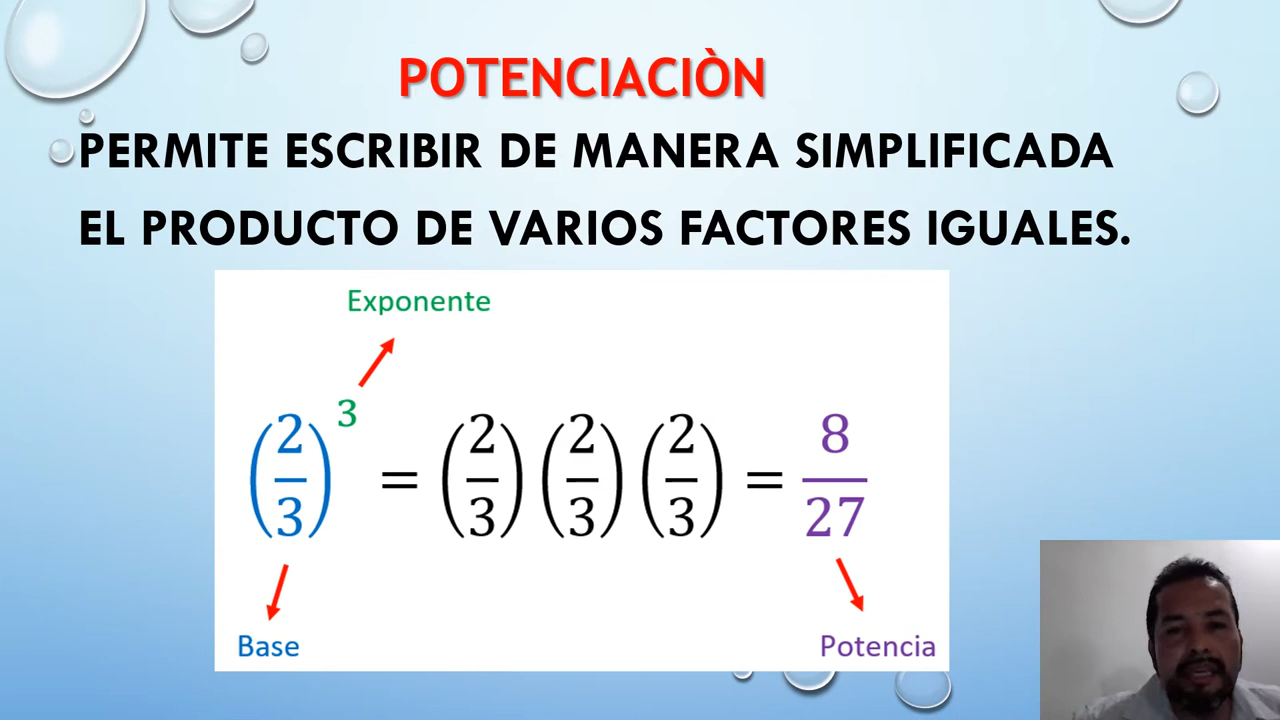 POTENCIACIÒN
PERMITE ESCRIBIR DE MANERA SIMPLIFICADA
EL PRODUCTO DE VARIOS FACTORES IGUALES.
Exponente
(2/3)^3 = (2/3)(2/3)(2/3) = 8/27
Base Potencia